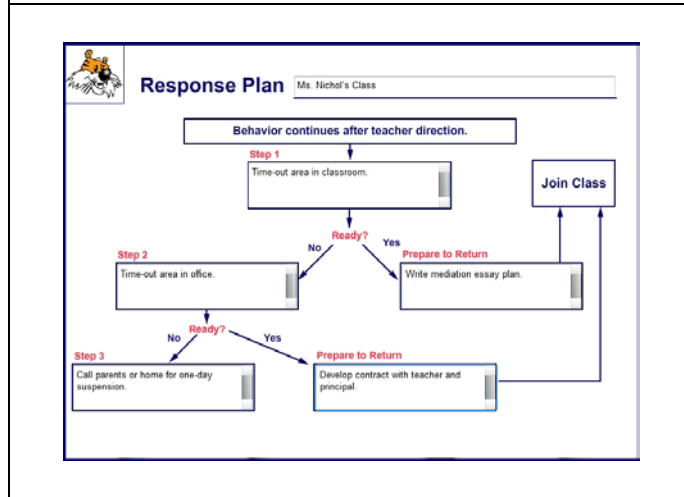 Response Plan
Ms. Nichol's Class
Behavior continues after teacher direction.
Step 1
Time-out area in classroom.
Join Class
Ready?
No
Yes
Step 2
Time-out area in office.
Prepare to Return
Write mediation essay plan.
Ready?
No
Yes
Step 3
Call parents or home for one-day
suspension.
Prepare to Return
Develop contract with teacher and
principal.